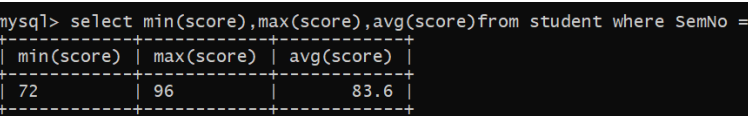 mysql> select min(score),max(score),avg(score)from student where SemNo =
+------------+------------+------------+
| min(score) | max(score) | avg(score) |
+------------+------------+------------+
| 72         | 96         |       83.6 |
+------------+------------+------------+